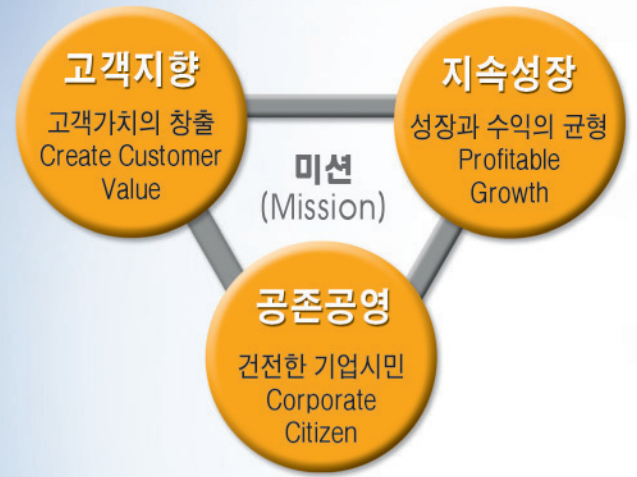 고객지향
고객가치의 창출
Create Customer
Value
지속성장
성장과 수익의 균형
Profitable
Growth
미션
(Mission)
공존공영
건전한 기업시민
Corporate
Citizen